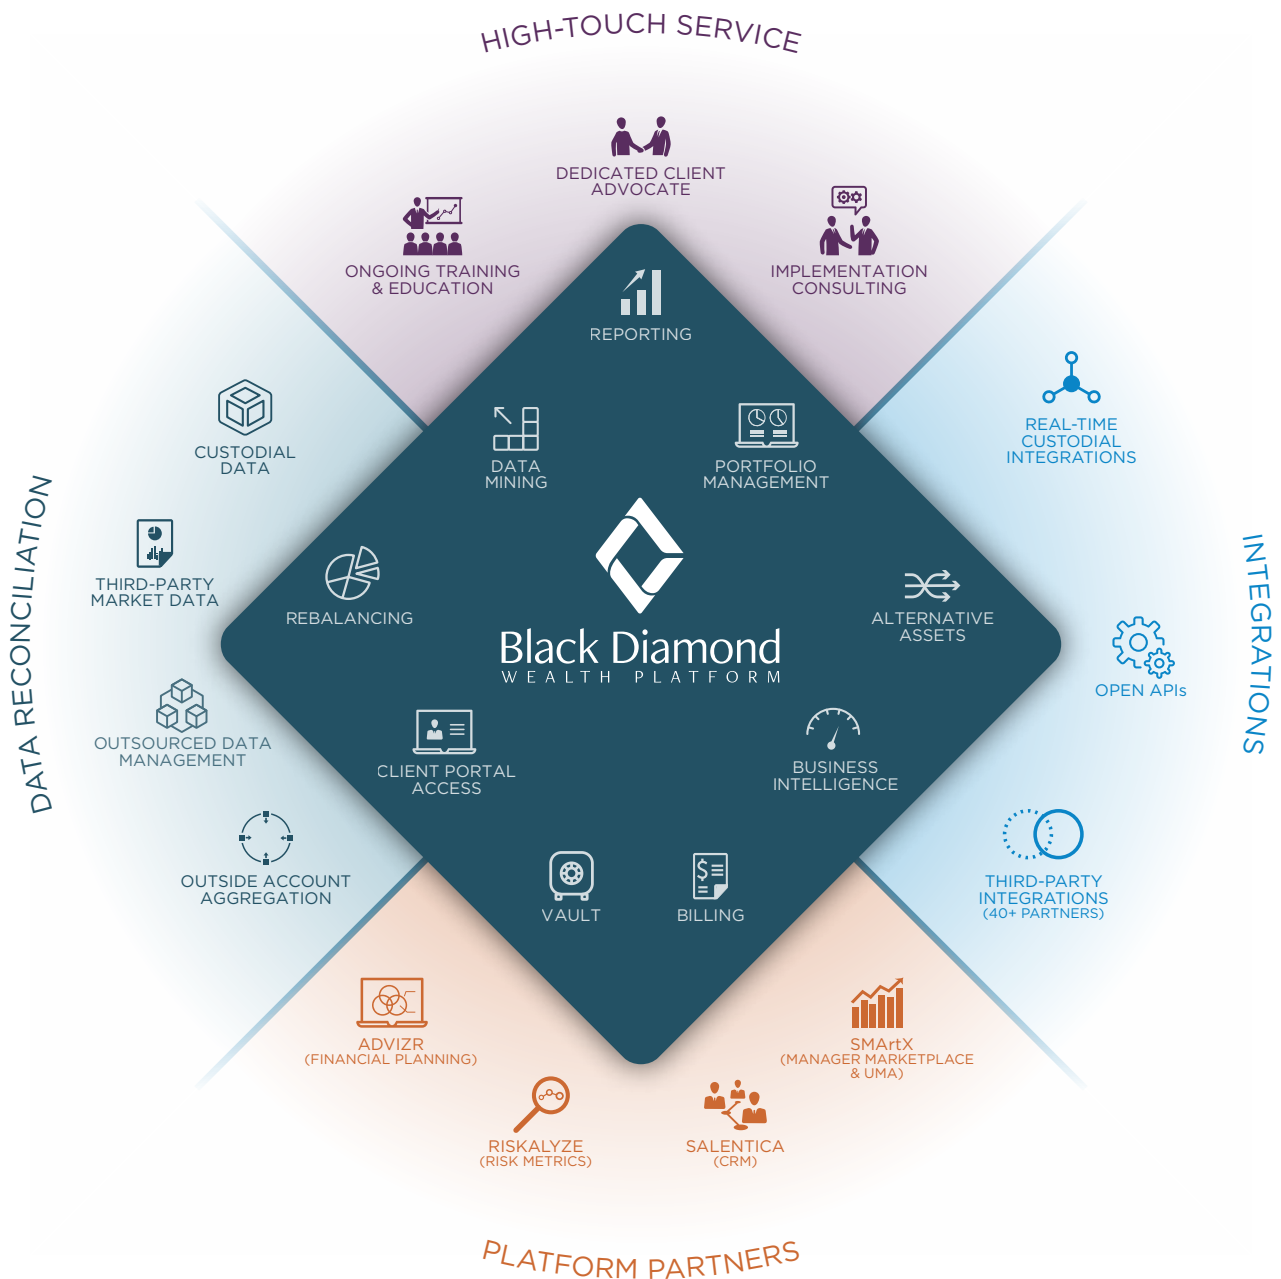 HIGH-TOUCH SERVICE
DEDICATED CLIENT
ADVOCATE
ONGOING TRAINING
& EDUCATION
IMPLEMENTATION
CONSULTING
REPORTING
DATA
MINING
PORTFOLIO
MANAGEMENT
REBALANCING
ALTERNATIVE
ASSETS
Black Diamond
WEALTH PLATFORM
CLIENT PORTAL
ACCESS
BUSINESS
INTELLIGENCE
VAULT
BILLING
DATA RECONCILIATION
CUSTODIAL
DATA
THIRD-PARTY
MARKET DATA
OUTSOURCED DATA
MANAGEMENT
OUTSIDE ACCOUNT
AGGREGATION
INTEGRATIONS
REAL-TIME
CUSTODIAL
INTEGRATIONS
OPEN APIs
THIRD-PARTY
INTEGRATIONS
(40+ PARTNERS)
ADVIZR
(FINANCIAL PLANNING)
RISKALYZE
(RISK METRICS)
SALENTICA
(CRM)
SMArtX
(MANAGER MARKETPLACE
& UMA)
PLATFORM PARTNERS